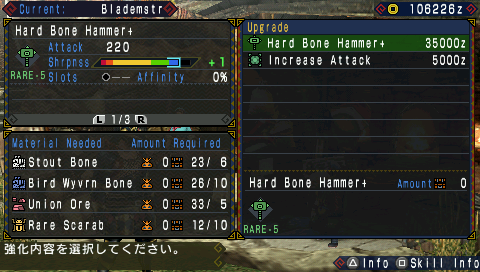 Current: Blademstr
106226z
Hard Bone Hammer+
Attack 220
Shrpnss +1
RARE-5 Slots ○-- Affinity 0%
L 1/3 R
Material Needed Amount Required
Stout Bone 0 23/ 6
Bird Wyvrn Bone 0 26/10
Union Ore 0 33/ 5
Rare Scarab 0 12/10
Upgrade
Hard Bone Hammer+ 35000z
Increase Attack 5000z
Hard Bone Hammer+ Amount 0
RARE-5
強化内容を選択してください。
△Info □Skill Info